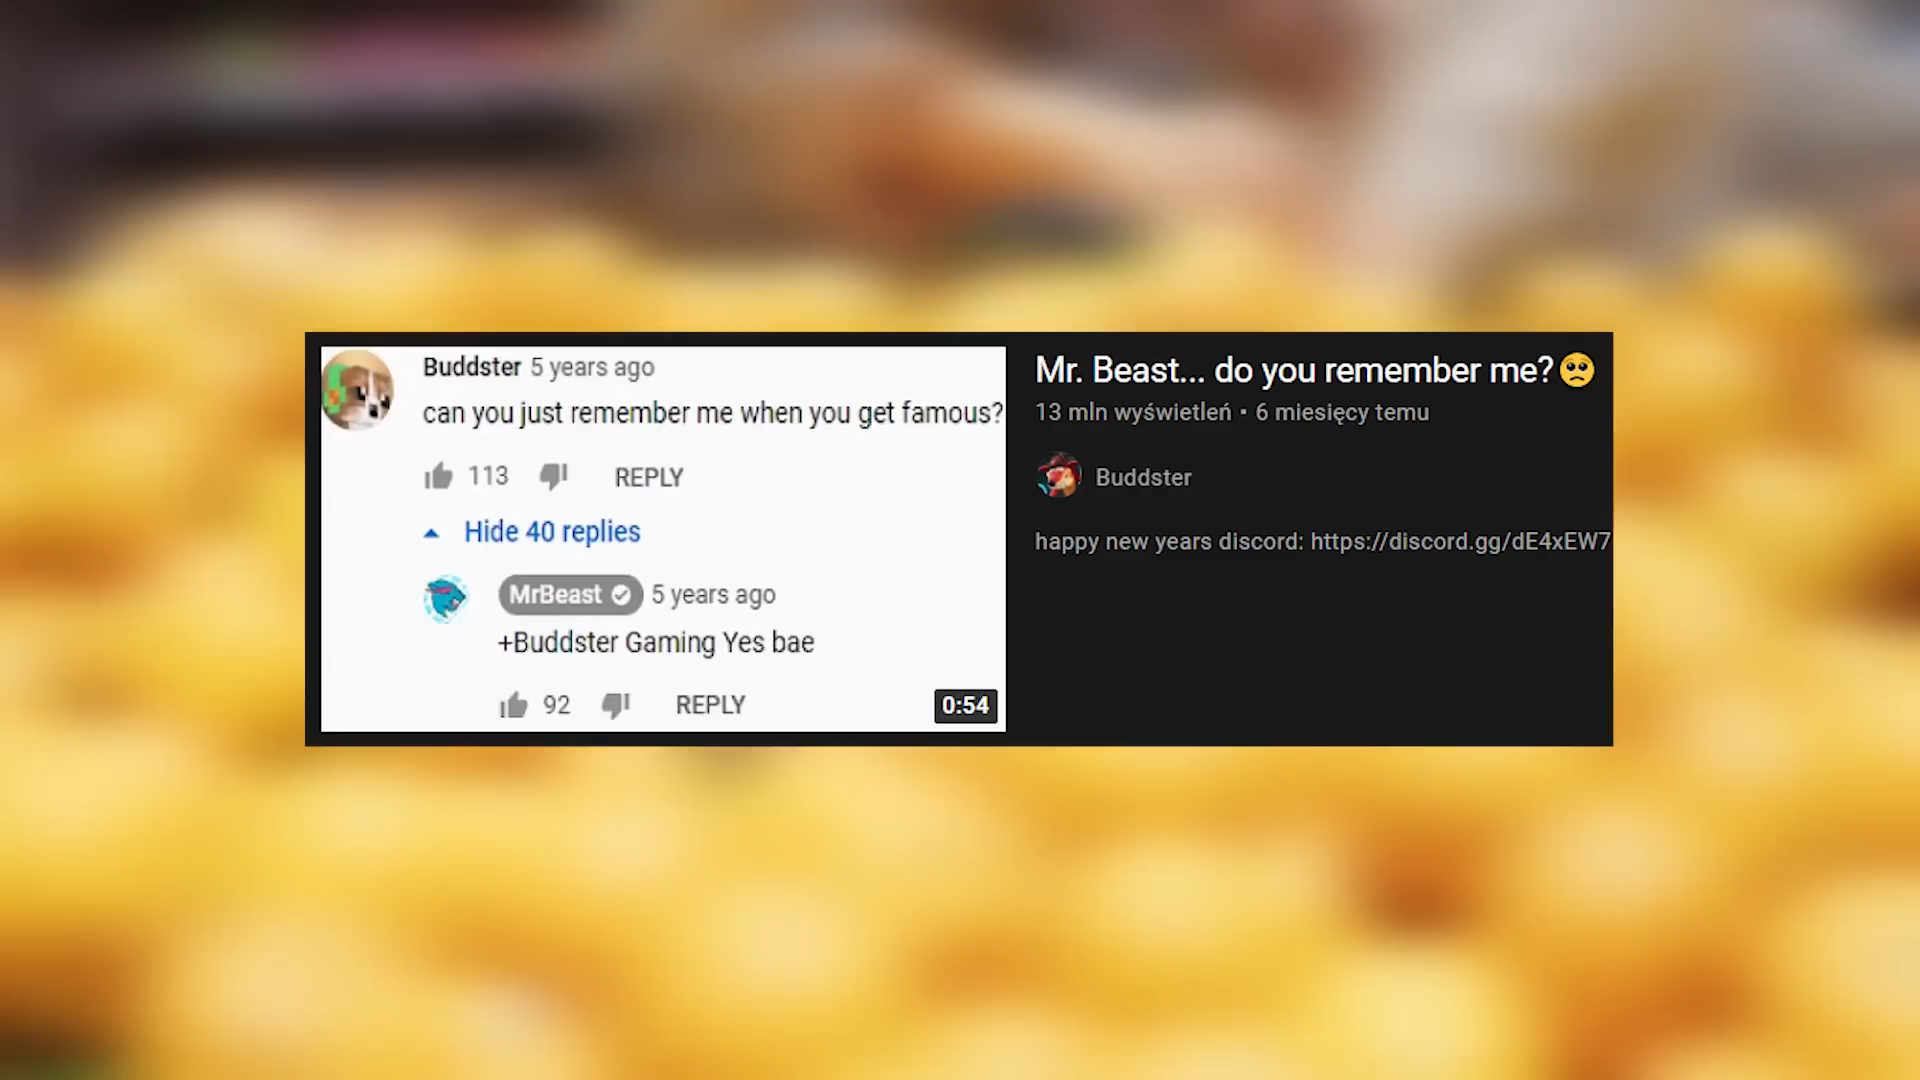 Buddster 5 years ago
can you just remember me when you get famous?
113 REPLY
Hide 40 replies
MrBeast 5 years ago
+Buddster Gaming Yes bae
92 REPLY
0:54
Mr. Beast... do you remember me?🥺
13 mln wyświetleń • 6 miesięcy temu
Buddster
happy new years discord: https://discord.gg/dE4xEW7